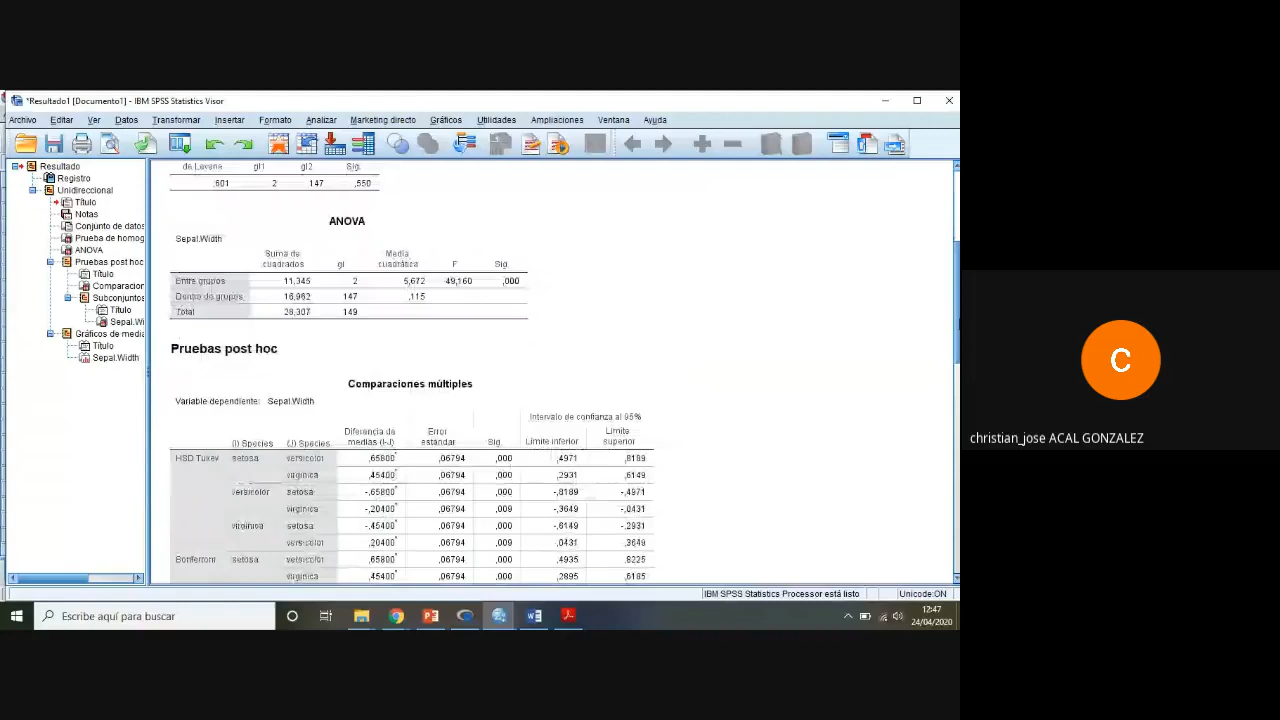 *Resultado1 [Documento1] - IBM SPSS Statistics Visor
Archivo Editar Ver Datos Transformar Insertar Formato Analizar Marketing directo Gráficos Utilidades Ampliaciones Ventana Ayuda
Resultado
Registro
Unidireccional
Título
Notas
Conjunto de datos
Prueba de homog
ANOVA
Pruebas post hoc
Título
Comparacion
Subconjuntos
Título
Sepal.Wi
Gráficos de media
Título
Sepal.Width
de Levene gl1 gl2 Sig.
,601 2 147 ,550
ANOVA
Sepal.Width
Suma de cuadrados gl Media cuadrática F Sig.
Entre grupos 11,345 2 5,672 49,160 ,000
Dentro de grupos 16,962 147 ,115
Total 28,307 149
Pruebas post hoc
Comparaciones múltiples
Variable dependiente: Sepal.Width
Intervalo de confianza al 95%
(I) Species (J) Species Diferencia de medias (I-J) Error estándar Sig. Límite inferior Límite superior
HSD Tukey setosa versicolor ,65800* ,06794 ,000 ,4971 ,8189
virginica ,45400* ,06794 ,000 ,2931 ,6149
versicolor setosa -,65800* ,06794 ,000 -,8189 -,4971
virginica -,20400* ,06794 ,009 -,3649 -,0431
virginica setosa -,45400* ,06794 ,000 -,6149 -,2931
versicolor ,20400* ,06794 ,009 ,0431 ,3649
Bonferroni setosa versicolor ,65800* ,06794 ,000 ,4935 ,8225
virginica ,45400* ,06794 ,000 ,2895 ,6185
IBM SPSS Statistics Processor está listo Unicode:ON
Escribe aquí para buscar
12:47
24/04/2020
C
christian_jose ACAL GONZALEZ